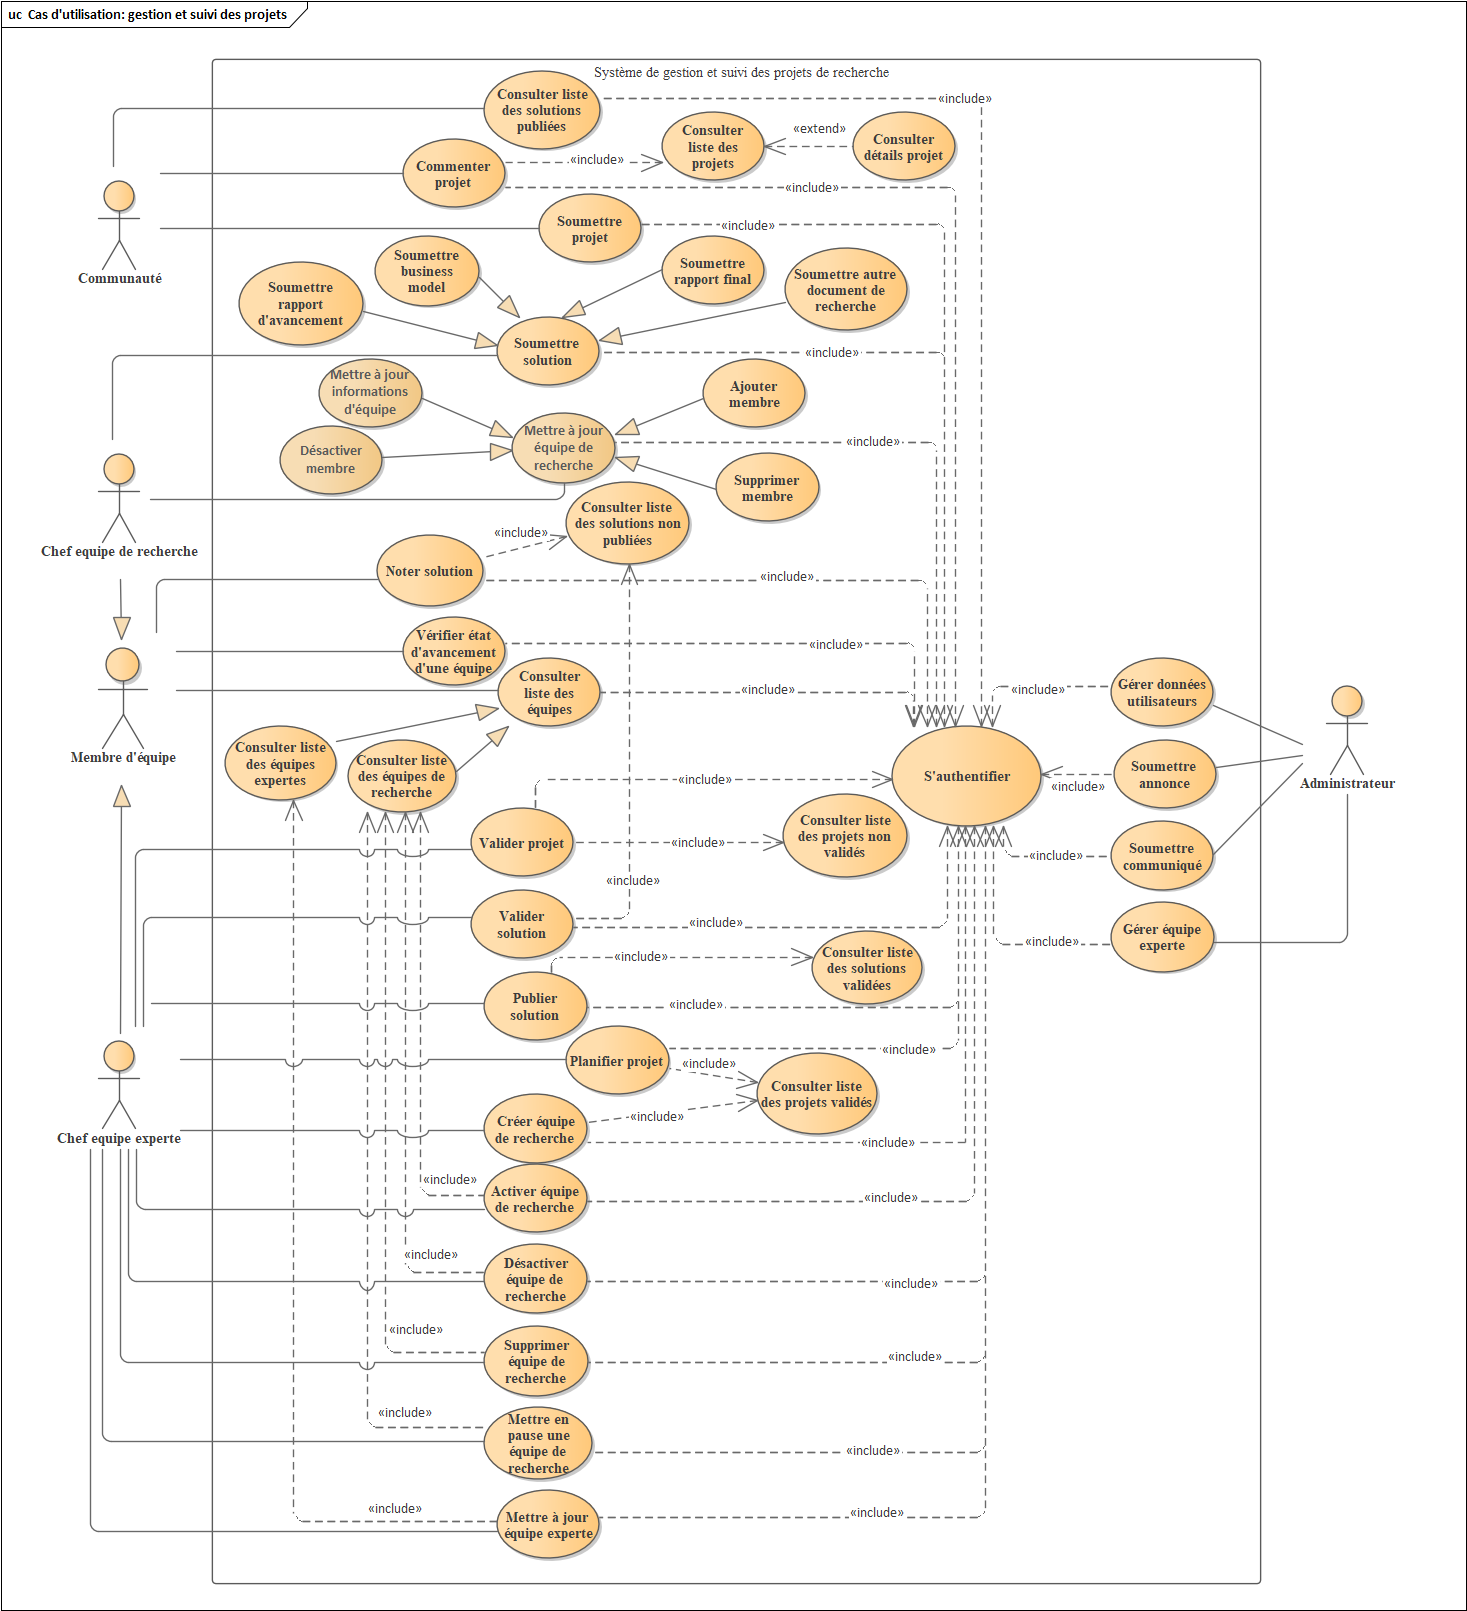 uc Cas d'utilisation: gestion et suivi des projets
Système de gestion et suivi des projets de recherche
Consulter liste
des solutions
publiées
«include»
Consulter
liste des
projets
«extend»
Consulter
détails projet
Commenter
projet
«include»
«include»
Communauté
Soumettre
projet
«include»
Soumettre
business
model
Soumettre
rapport final
Soumettre autre
document de
recherche
Soumettre
rapport
d'avancement
Soumettre
solution
«include»
Mettre à jour
informations
d'équipe
Ajouter
membre
Mettre à jour
équipe de
recherche
«include»
Désactiver
membre
Supprimer
membre
Chef equipe de recherche
Consulter liste
des solutions non
publiées
«include»
Noter solution
«include»
Vérifier état
d'avancement
d'une équipe
«include»
Membre d'équipe
Consulter
liste des
équipes
«include»
Consulter liste
des équipes
expertes
Consulter liste
des équipes de
recherche
S'authentifier
Gérer données
utilisateurs
«include»
Soumettre
annonce
«include»
Administrateur
Soumettre
communiqué
«include»
Gérer équipe
experte
«include»
«include»
Valider projet
«include»
Consulter liste
des projets non
validés
«include»
Valider
solution
«include»
«include»
Consulter liste
des solutions
validées
Publier
solution
«include»
Planifier projet
«include»
«include»
Consulter liste
des projets validés
Chef equipe experte
Créer équipe
de recherche
«include»
«include»
Activer équipe
de recherche
«include»
«include»
Désactiver
équipe de
recherche
«include»
«include»
Supprimer
équipe de
recherche
«include»
«include»
Mettre en
pause une
équipe de
recherche
«include»
«include»
Mettre à jour
équipe experte
«include»
«include»